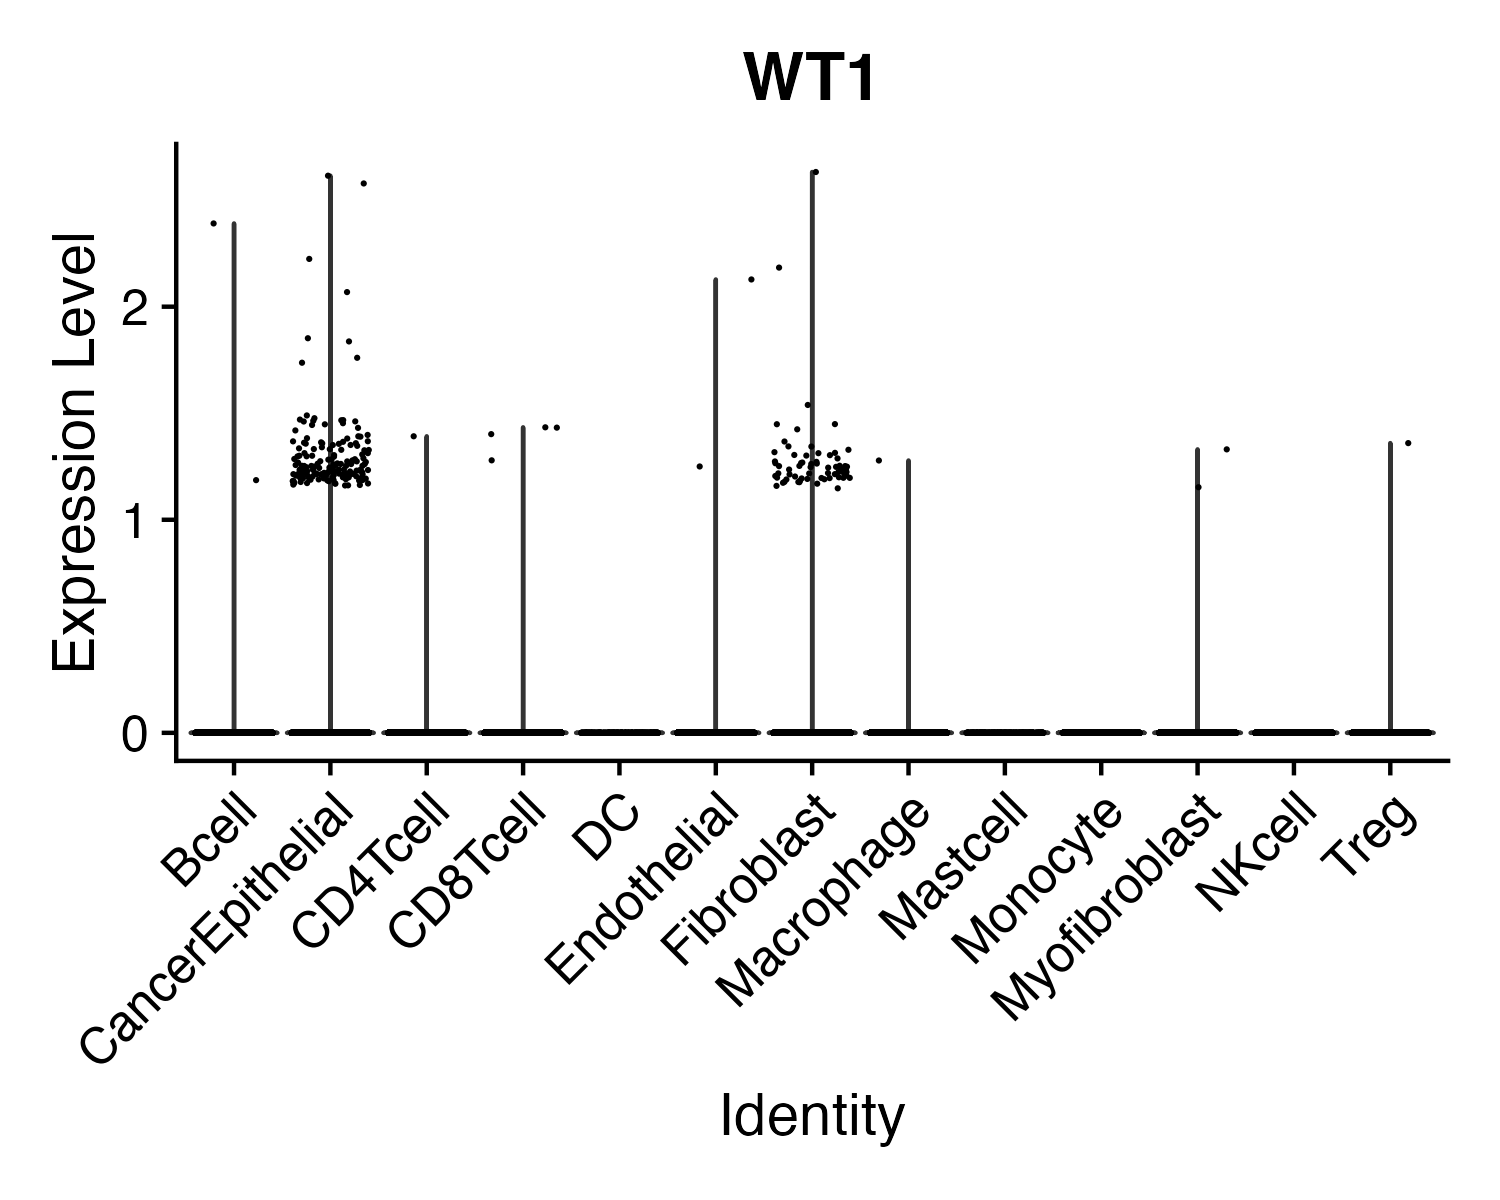 WT1
Expression Level
2
1
0
Bcell
CancerEpithelial
CD4Tcell
CD8Tcell
DC
Endothelial
Fibroblast
Macrophage
Mastcell
Monocyte
Myofibroblast
NKcell
Treg
Identity